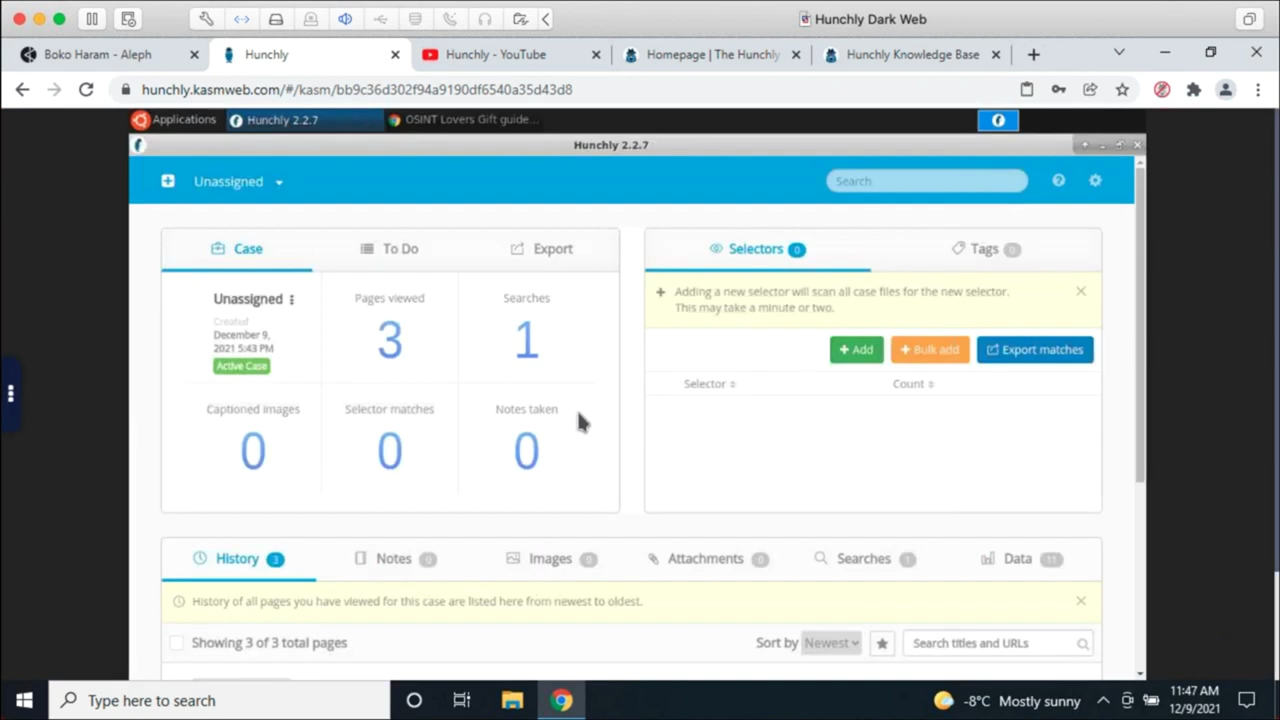 Hunchly Dark Web
Boko Haram - Aleph
Hunchly
Hunchly - YouTube
Homepage | The Hunchly
Hunchly Knowledge Base
hunchly.kasmweb.com/#/kasm/bb9c36d302f94a9190df6540a35d43d8
Applications
Hunchly 2.2.7
OSINT Lovers Gift guide...
Hunchly 2.2.7
Unassigned
Search
Case
To Do
Export
Selectors 0
Tags 0
Unassigned
Created
December 9,
2021 5:43 PM
Active Case
Pages viewed
3
Searches
1
Adding a new selector will scan all case files for the new selector.
This may take a minute or two.
+ Add
+ Bulk add
Export matches
Selector
Count
Captioned images
0
Selector matches
0
Notes taken
0
History 3
Notes 0
Images 0
Attachments 0
Searches 1
Data 11
History of all pages you have viewed for this case are listed here from newest to oldest.
Showing 3 of 3 total pages
Sort by Newest
Search titles and URLs
Type here to search
-8°C Mostly sunny
11:47 AM
12/9/2021